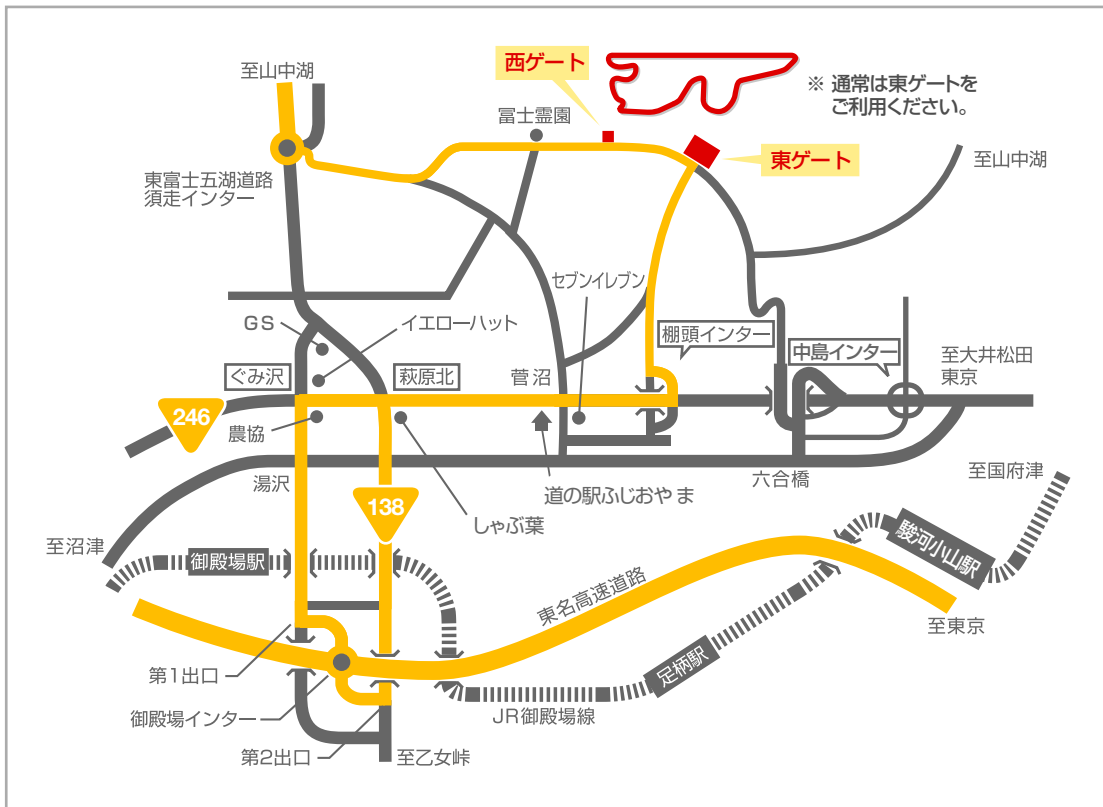 至山中湖
西ゲート
※ 通常は東ゲートを
ご利用ください。
冨士霊園
東ゲート
至山中湖
東富士五湖道路
須走インター
セブンイレブン
GS
イエローハット
棚頭インター
中島インター
至大井松田
東京
ぐみ沢
萩原北
菅沼
246
農協
湯沢
138
しゃぶ葉
道の駅ふじおやま
六合橋
至国府津
至沼津
御殿場駅
駿河小山駅
東名高速道路
至東京
足柄駅
第1出口
御殿場インター
JR御殿場線
第2出口
至乙女峠